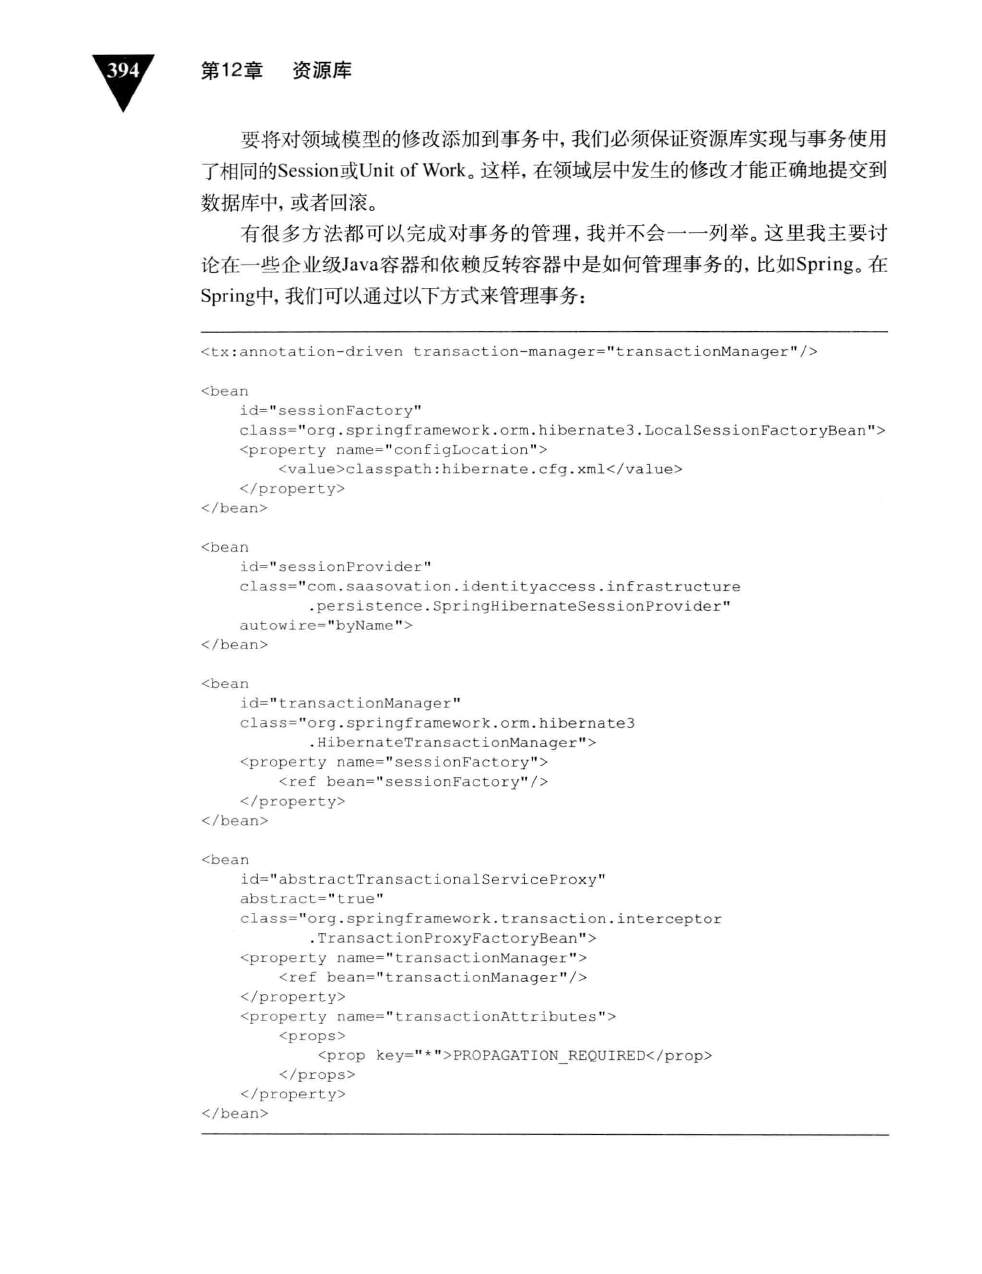 394 第12章 资源库
要将对领域模型的修改添加到事务中，我们必须保证资源库实现与事务使用
了相同的Session或Unit of Work。这样，在领域层中发生的修改才能正确地提交到
数据库中，或者回滚。
有很多方法都可以完成对事务的管理，我并不会一一列举。这里我主要讨
论在一些企业级Java容器和依赖反转容器中是如何管理事务的，比如Spring。在
Spring中，我们可以通过以下方式来管理事务：
<tx:annotation-driven transaction-manager="transactionManager"/>
<bean
    id="sessionFactory"
    class="org.springframework.orm.hibernate3.LocalSessionFactoryBean">
    <property name="configLocation">
        <value>classpath:hibernate.cfg.xml</value>
    </property>
</bean>
<bean
    id="sessionProvider"
    class="com.saasovation.identityaccess.infrastructure
           .persistence.SpringHibernateSessionProvider"
    autowire="byName">
</bean>
<bean
    id="transactionManager"
    class="org.springframework.orm.hibernate3
           .HibernateTransactionManager">
    <property name="sessionFactory">
        <ref bean="sessionFactory"/>
    </property>
</bean>
<bean
    id="abstractTransactionalServiceProxy"
    abstract="true"
    class="org.springframework.transaction.interceptor
           .TransactionProxyFactoryBean">
    <property name="transactionManager">
        <ref bean="transactionManager"/>
    </property>
    <property name="transactionAttributes">
        <props>
            <prop key="*">PROPAGATION_REQUIRED</prop>
        </props>
    </property>
</bean>